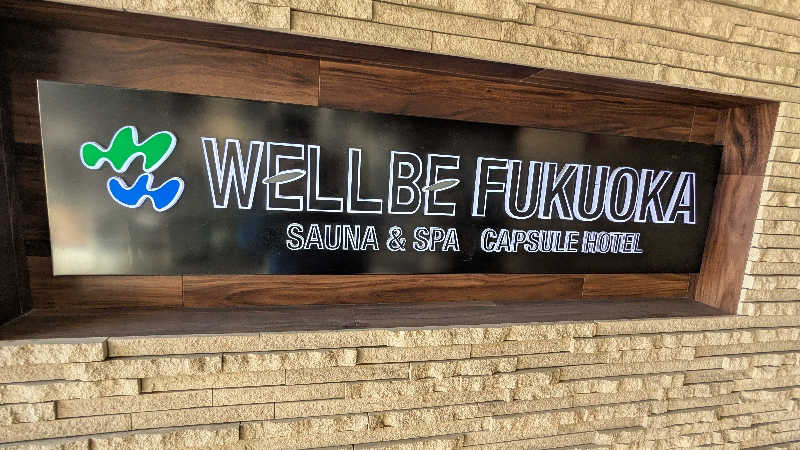 WELLBE FUKUOKA
SAUNA & SPA CAPSULE HOTEL